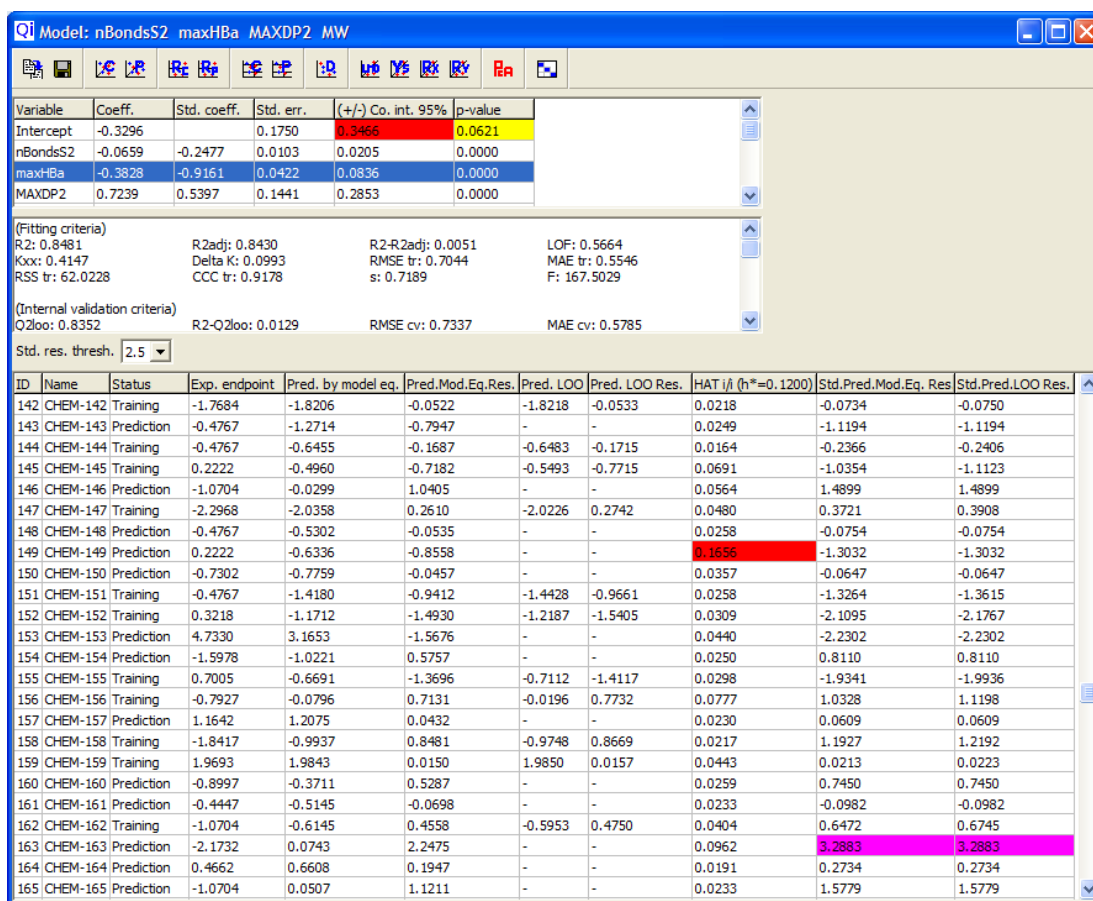 Qi Model: nBondsS2 maxHBa MAXDP2 MW
Variable Coeff. Std. coeff. Std. err. (+/-) Co. int. 95% p-value
Intercept -0.3296 0.1750 0.3466 0.0621
nBondsS2 -0.0659 -0.2477 0.0103 0.0205 0.0000
maxHBa -0.3828 -0.9161 0.0422 0.0836 0.0000
MAXDP2 0.7239 0.5397 0.1441 0.2853 0.0000
(Fitting criteria)
R2: 0.8481 R2adj: 0.8430 R2-R2adj: 0.0051 LOF: 0.5664
Kxx: 0.4147 Delta K: 0.0993 RMSE tr: 0.7044 MAE tr: 0.5546
RSS tr: 62.0228 CCC tr: 0.9178 s: 0.7189 F: 167.5029
(Internal validation criteria)
Q2loo: 0.8352 R2-Q2loo: 0.0129 RMSE cv: 0.7337 MAE cv: 0.5785
Std. res. thresh. 2.5
ID Name Status Exp. endpoint Pred. by model eq. Pred.Mod.Eq.Res. Pred. LOO Pred. LOO Res. HAT i/i (h*=0.1200) Std.Pred.Mod.Eq. Res Std.Pred.LOO Res.
142 CHEM-142 Training -1.7684 -1.8206 -0.0522 -1.8218 -0.0533 0.0218 -0.0734 -0.0750
143 CHEM-143 Prediction -0.4767 -1.2714 -0.7947 - - 0.0249 -1.1194 -1.1194
144 CHEM-144 Training -0.4767 -0.6455 -0.1687 -0.6483 -0.1715 0.0164 -0.2366 -0.2406
145 CHEM-145 Training 0.2222 -0.4960 -0.7182 -0.5493 -0.7715 0.0691 -1.0354 -1.1123
146 CHEM-146 Prediction -1.0704 -0.0299 1.0405 - - 0.0564 1.4899 1.4899
147 CHEM-147 Training -2.2968 -2.0358 0.2610 -2.0226 0.2742 0.0480 0.3721 0.3908
148 CHEM-148 Prediction -0.4767 -0.5302 -0.0535 - - 0.0258 -0.0754 -0.0754
149 CHEM-149 Prediction 0.2222 -0.6336 -0.8558 - - 0.1656 -1.3032 -1.3032
150 CHEM-150 Prediction -0.7302 -0.7759 -0.0457 - - 0.0357 -0.0647 -0.0647
151 CHEM-151 Training -0.4767 -1.4180 -0.9412 -1.4428 -0.9661 0.0258 -1.3264 -1.3615
152 CHEM-152 Training 0.3218 -1.1712 -1.4930 -1.2187 -1.5405 0.0309 -2.1095 -2.1767
153 CHEM-153 Prediction 4.7330 3.1653 -1.5676 - - 0.0440 -2.2302 -2.2302
154 CHEM-154 Prediction -1.5978 -1.0221 0.5757 - - 0.0250 0.8110 0.8110
155 CHEM-155 Training 0.7005 -0.6691 -1.3696 -0.7112 -1.4117 0.0298 -1.9341 -1.9936
156 CHEM-156 Training -0.7927 -0.0796 0.7131 -0.0196 0.7732 0.0777 1.0328 1.1198
157 CHEM-157 Prediction 1.1642 1.2075 0.0432 - - 0.0230 0.0609 0.0609
158 CHEM-158 Training -1.8417 -0.9937 0.8481 -0.9748 0.8669 0.0217 1.1927 1.2192
159 CHEM-159 Training 1.9693 1.9843 0.0150 1.9850 0.0157 0.0443 0.0213 0.0223
160 CHEM-160 Prediction -0.8997 -0.3711 0.5287 - - 0.0259 0.7450 0.7450
161 CHEM-161 Prediction -0.4447 -0.5145 -0.0698 - - 0.0233 -0.0982 -0.0982
162 CHEM-162 Training -1.0704 -0.6145 0.4558 -0.5953 0.4750 0.0404 0.6472 0.6745
163 CHEM-163 Prediction -2.1732 0.0743 2.2475 - - 0.0962 3.2883 3.2883
164 CHEM-164 Prediction 0.4662 0.6608 0.1947 - - 0.0191 0.2734 0.2734
165 CHEM-165 Prediction -1.0704 0.0507 1.1211 - - 0.0233 1.5779 1.5779